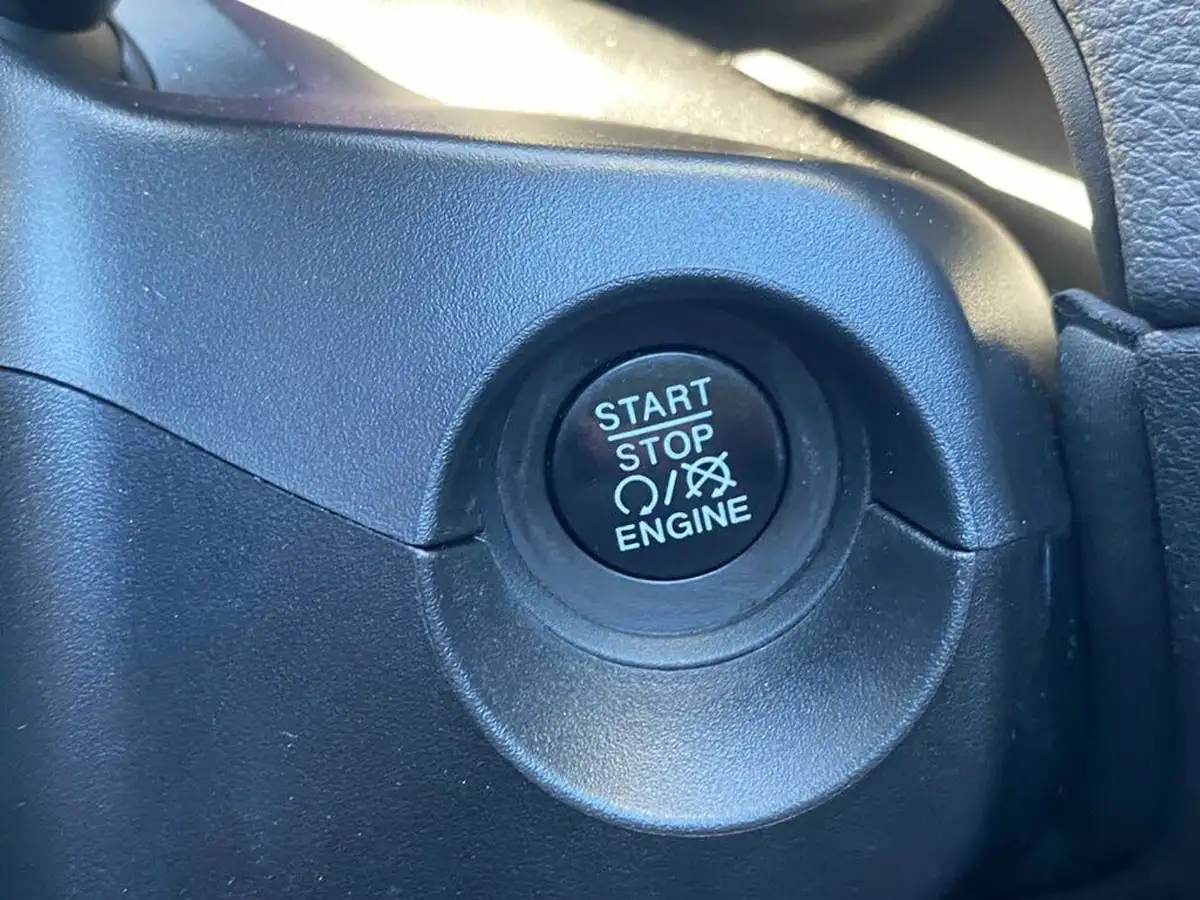 START
STOP
/
ENGINE